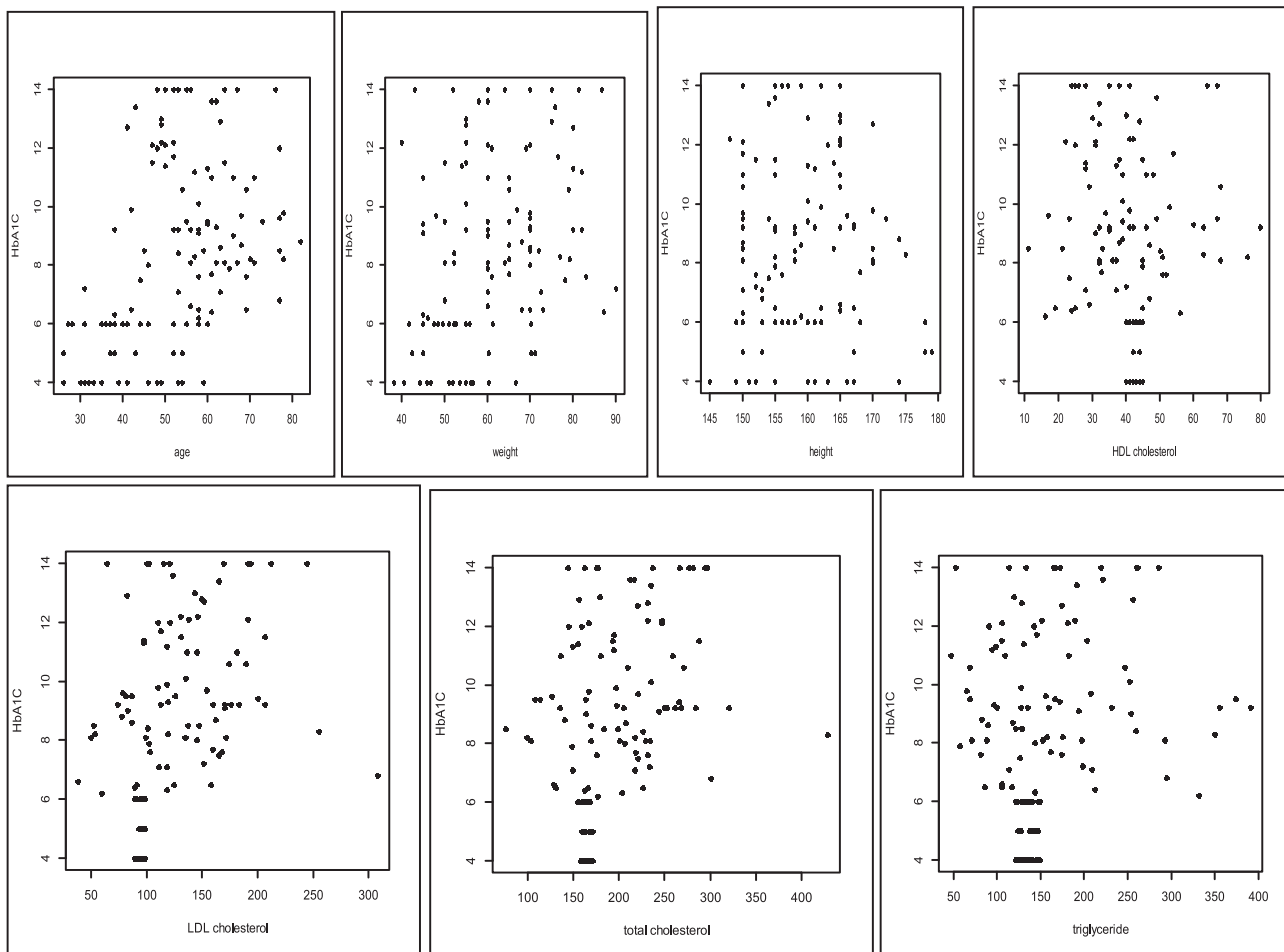 HbA1C
4 6 8 10 12 14
30 40 50 60 70 80
age
HbA1C
4 6 8 10 12 14
40 50 60 70 80 90
weight
HbA1C
4 6 8 10 12 14
145 150 155 160 165 170 175 180
height
HbA1C
4 6 8 10 12 14
10 20 30 40 50 60 70 80
HDL cholesterol
HbA1C
4 6 8 10 12 14
50 100 150 200 250 300
LDL cholesterol
HbA1C
4 6 8 10 12 14
100 150 200 250 300 350 400
total cholesterol
HbA1C
4 6 8 10 12 14
50 100 150 200 250 300 350 400
triglyceride